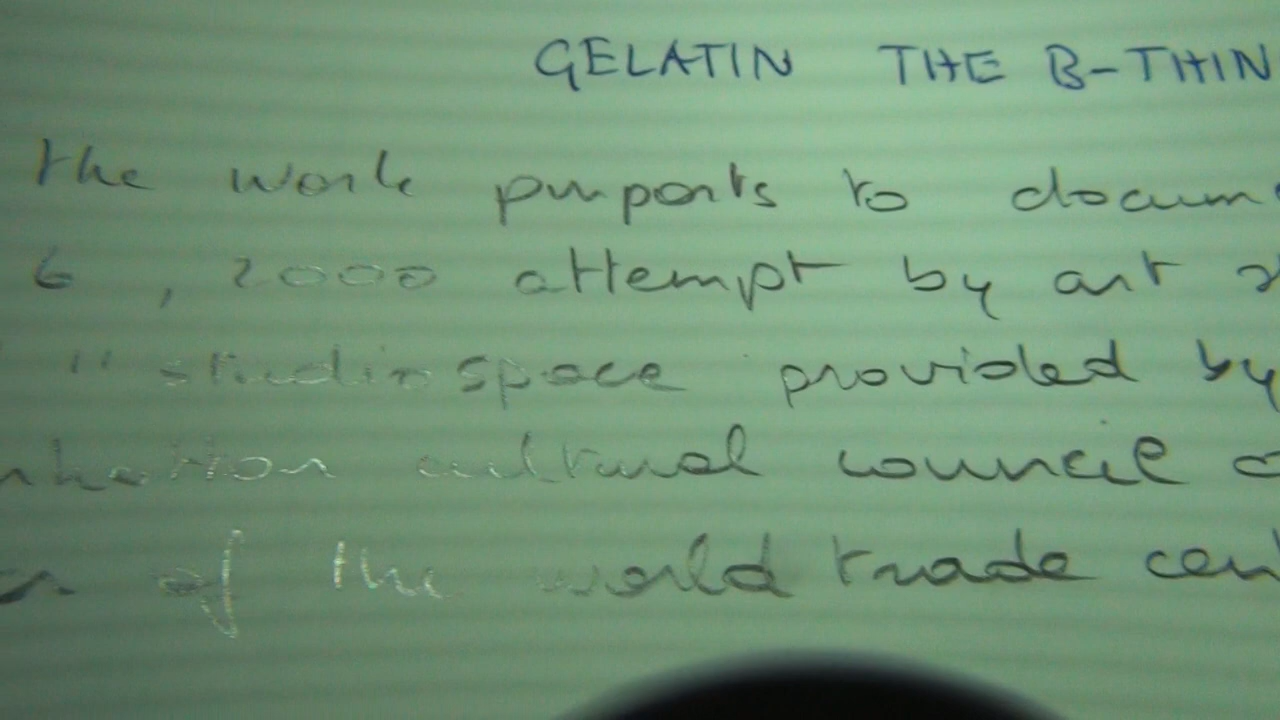 GELATIN THE B-THIN
the work purports to docum
6, 2000 attempt by art
" studio space provided by
nhattan cultural council
of the world trade cen